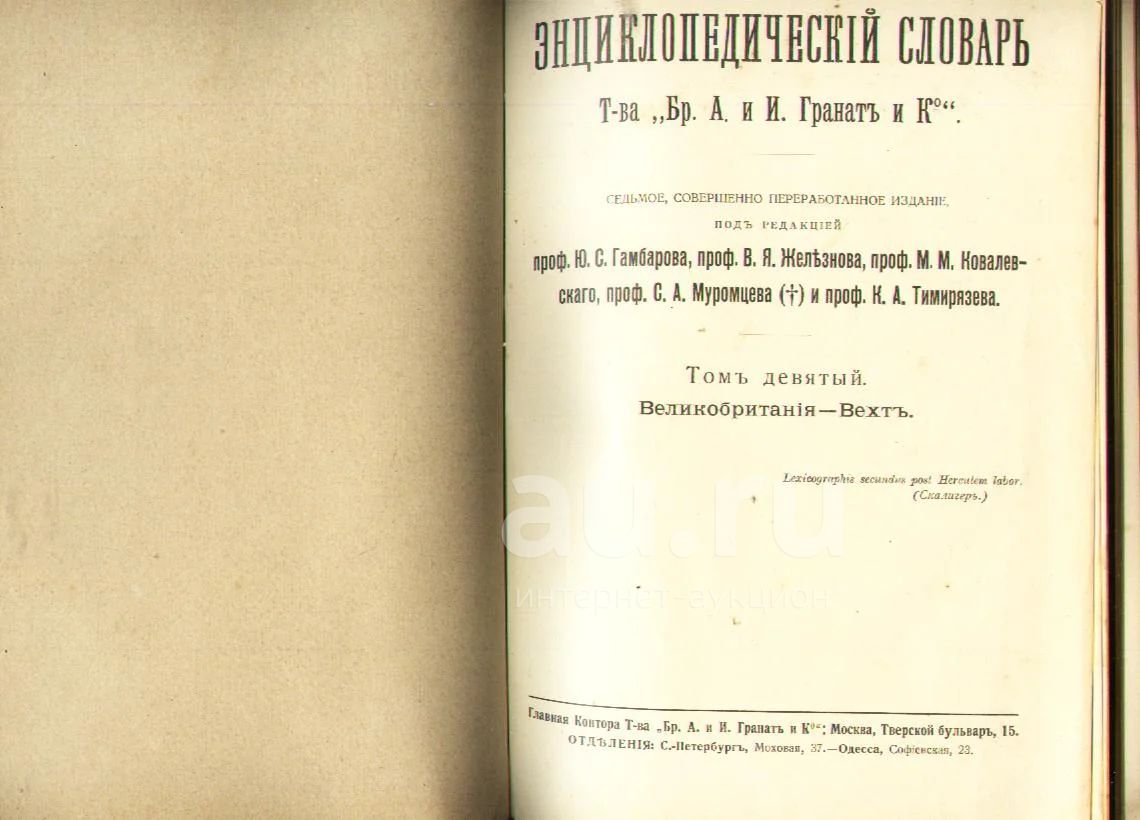 ЭНЦИКЛОПЕДИЧЕСКІЙ СЛОВАРЬ
Т-ва „Бр. А. и И. Гранатъ и Кº“.
СЕДЬМОЕ, СОВЕРШЕННО ПЕРЕРАБОТАННОЕ ИЗДАНІЕ,
ПОДЪ РЕДАКЦІЕЙ
проф. Ю. С. Гамбарова, проф. В. Я. Желѣзнова, проф. М. М. Ковалев-
скаго, проф. С. А. Муромцева (†) и проф. К. А. Тимирязева.
Томъ девятый.
Великобританія—Вехтъ.
Lexicographis secundus post Herculem labor.
(Скалигеръ.)
au.ru
интернет-аукцион
Главная Контора Т-ва „Бр. А. и И. Гранатъ и Кº“: Москва, Тверской бульваръ, 15.
ОТДѢЛЕНІЯ: С.-Петербургъ, Моховая, 37.—Одесса, Софіевская, 23.